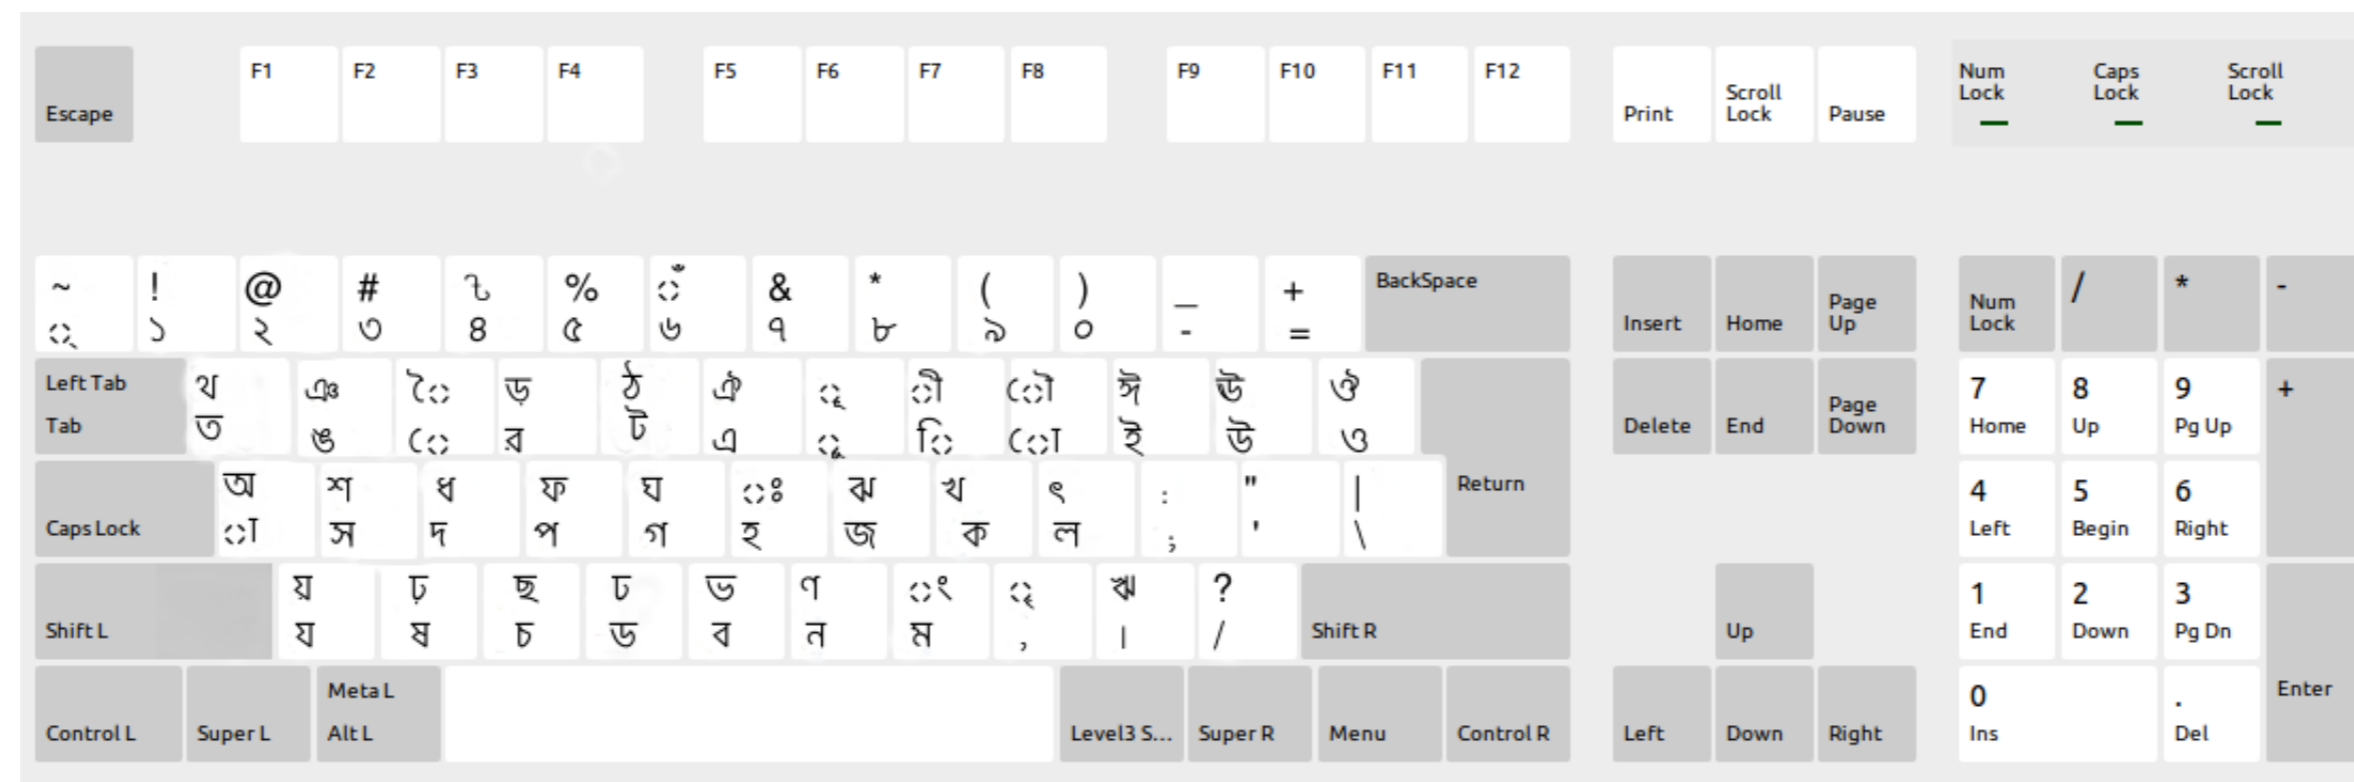 F1 F2 F3 F4 F5 F6 F7 F8 F9 F10 F11 F12 Num Lock Caps Lock Scroll Lock
Escape Print Scroll Lock Pause
~ ! @ # ৳ % ঁ & * ( ) _ + BackSpace / * -
্ ১ ২ ৩ ৪ ৫ ৬ ৭ ৮ ৯ ০ - = Insert Home Page Up Num Lock
Left Tab থ ঞ ৈ ড় ঠ ঐ ী ৌ ঈ ঊ ঔ 7 8 9 +
Tab ত ঙ ে র ট এ ূ ি ো ই উ ও Delete End Page Down Home Up Pg Up
অ শ ধ ফ ঘ ঃ ঝ খ ৎ : " | Return 4 5 6
Caps Lock া স দ প গ হ জ ক ল ; ' \ Left Begin Right
য় ঢ় ছ ঢ ভ ণ ং ৃ ঋ ? 1 2 3
Shift L য ষ চ ড ব ন ম , । / Shift R Up End Down Pg Dn
Meta L 0 . Enter
Control L Super L Alt L Level3 S... Super R Menu Control R Left Down Right Ins Del